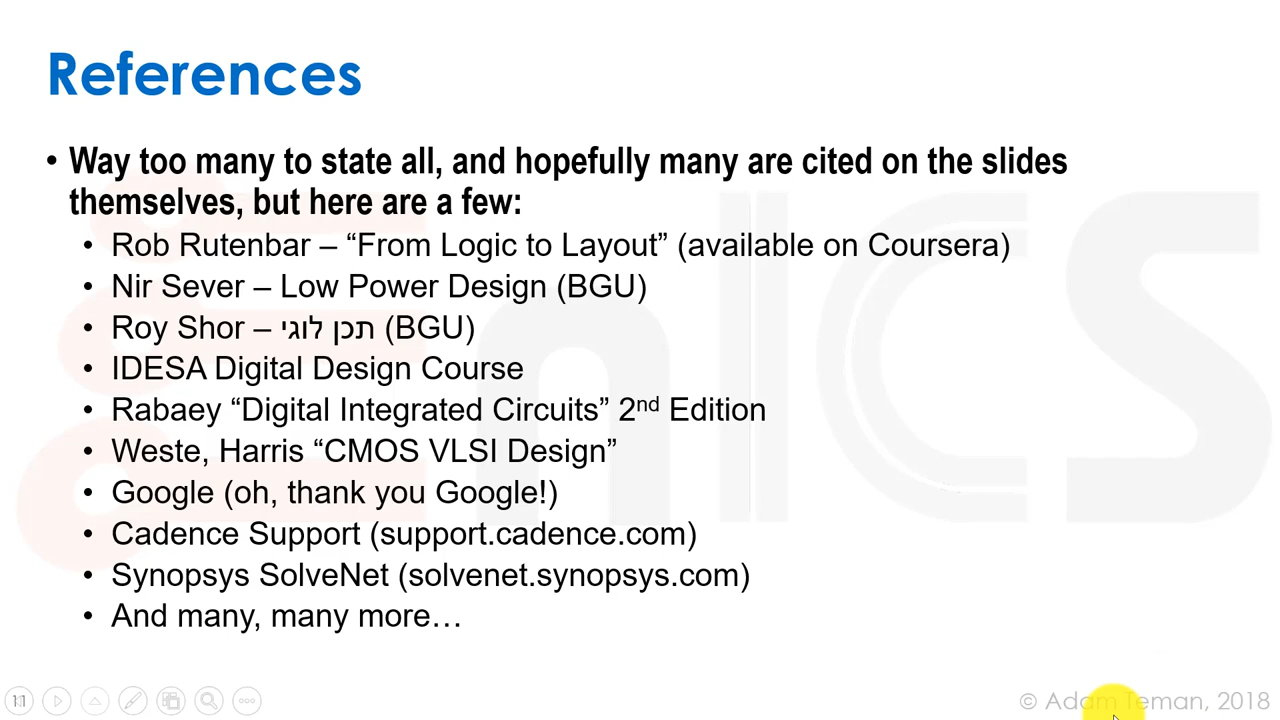 References
• Way too many to state all, and hopefully many are cited on the slides
themselves, but here are a few:
• Rob Rutenbar – “From Logic to Layout” (available on Coursera)
• Nir Sever – Low Power Design (BGU)
• Roy Shor – תכן לוגי (BGU)
• IDESA Digital Design Course
• Rabaey “Digital Integrated Circuits” 2nd Edition
• Weste, Harris “CMOS VLSI Design”
• Google (oh, thank you Google!)
• Cadence Support (support.cadence.com)
• Synopsys SolveNet (solvenet.synopsys.com)
• And many, many more…
11
© Adam Teman, 2018